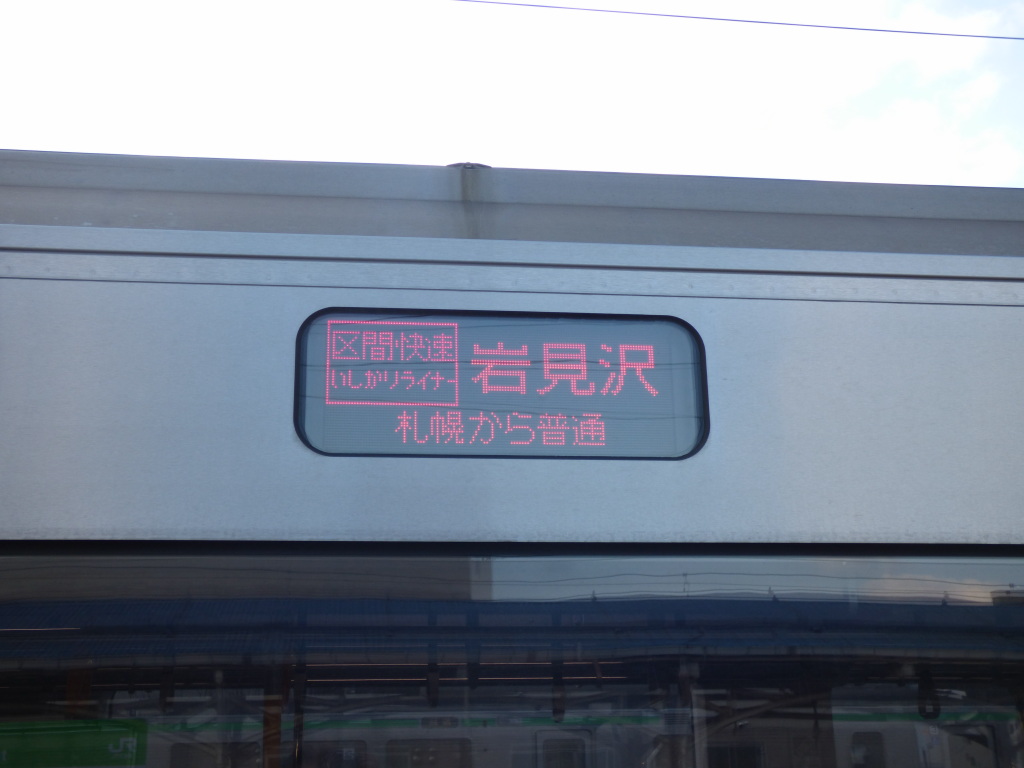 区間快速
いしかりライナー
岩見沢
札幌から普通
JR